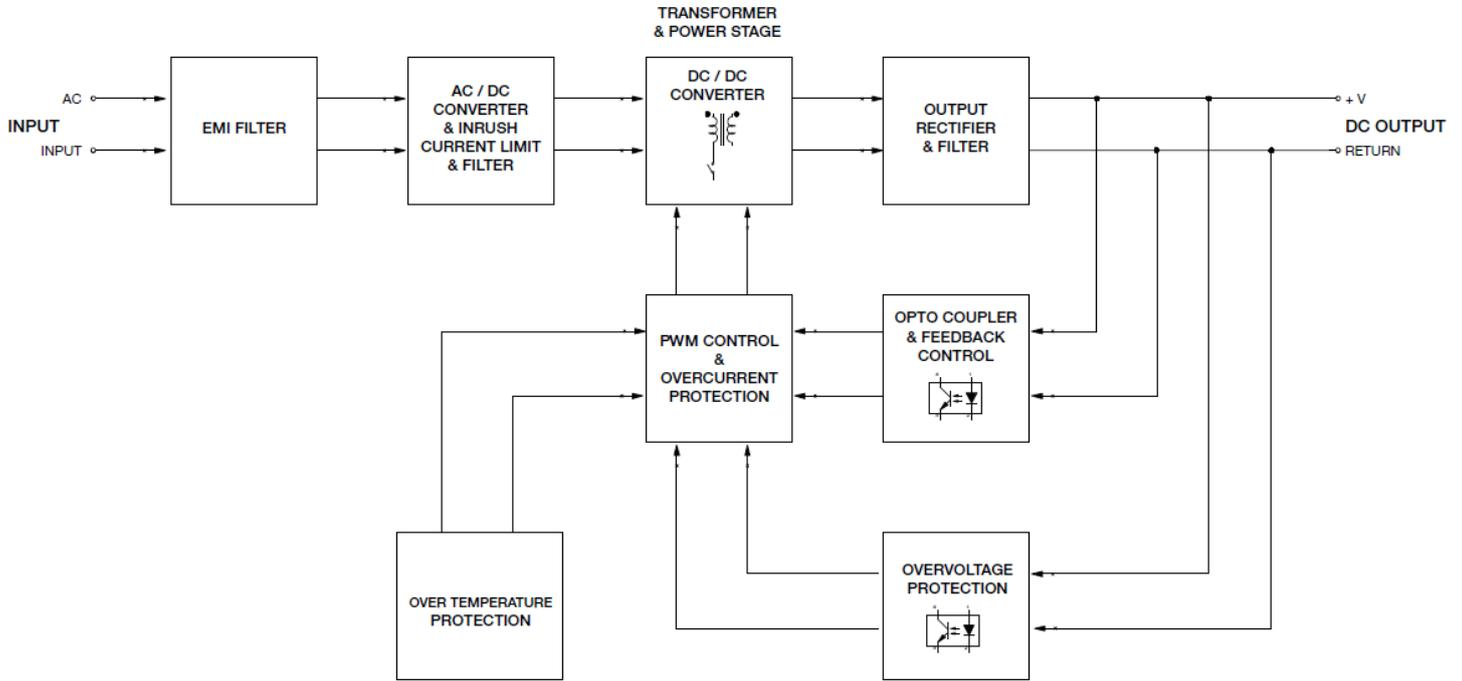 TRANSFORMER
& POWER STAGE
AC
INPUT
INPUT
EMI FILTER
AC / DC
CONVERTER
& INRUSH
CURRENT LIMIT
& FILTER
DC / DC
CONVERTER
OUTPUT
RECTIFIER
& FILTER
+ V
DC OUTPUT
RETURN
PWM CONTROL
&
OVERCURRENT
PROTECTION
OPTO COUPLER
& FEEDBACK
CONTROL
OVER TEMPERATURE
PROTECTION
OVERVOLTAGE
PROTECTION